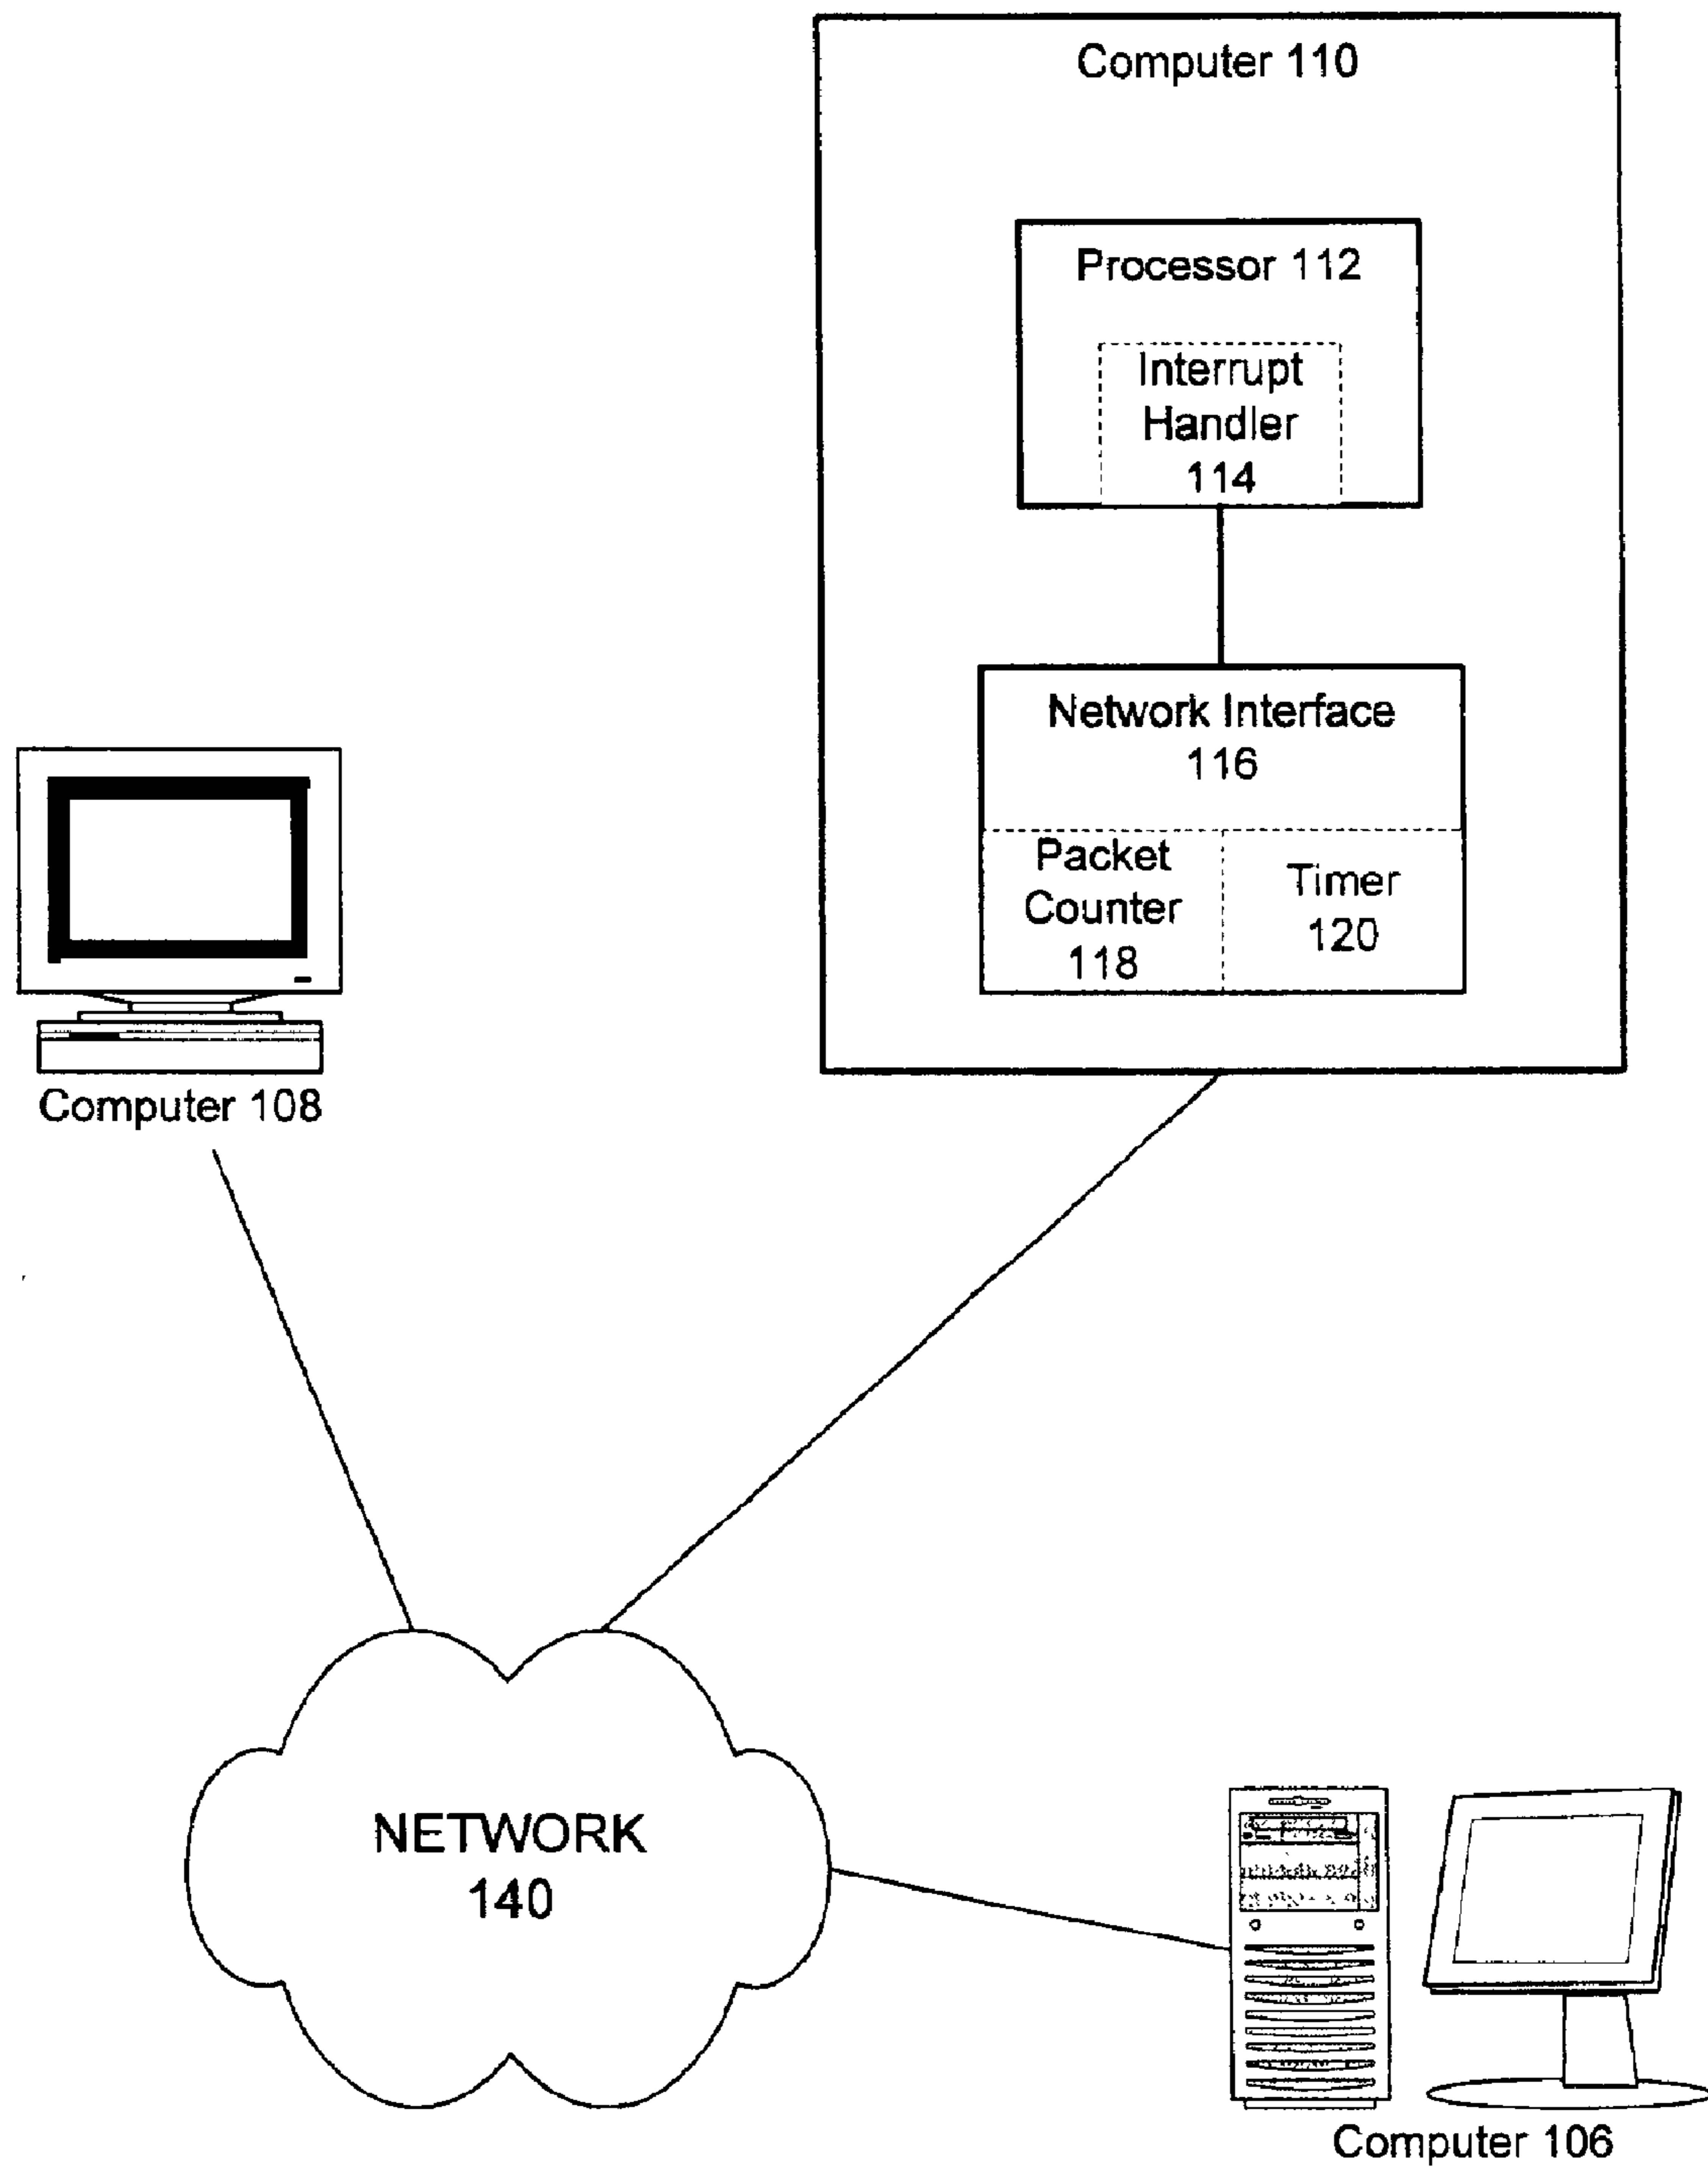 Computer 110
Processor 112
Interrupt
Handler
114
Network Interface
116
Packet
Counter
118
Timer
120
Computer 108
NETWORK
140
Computer 106